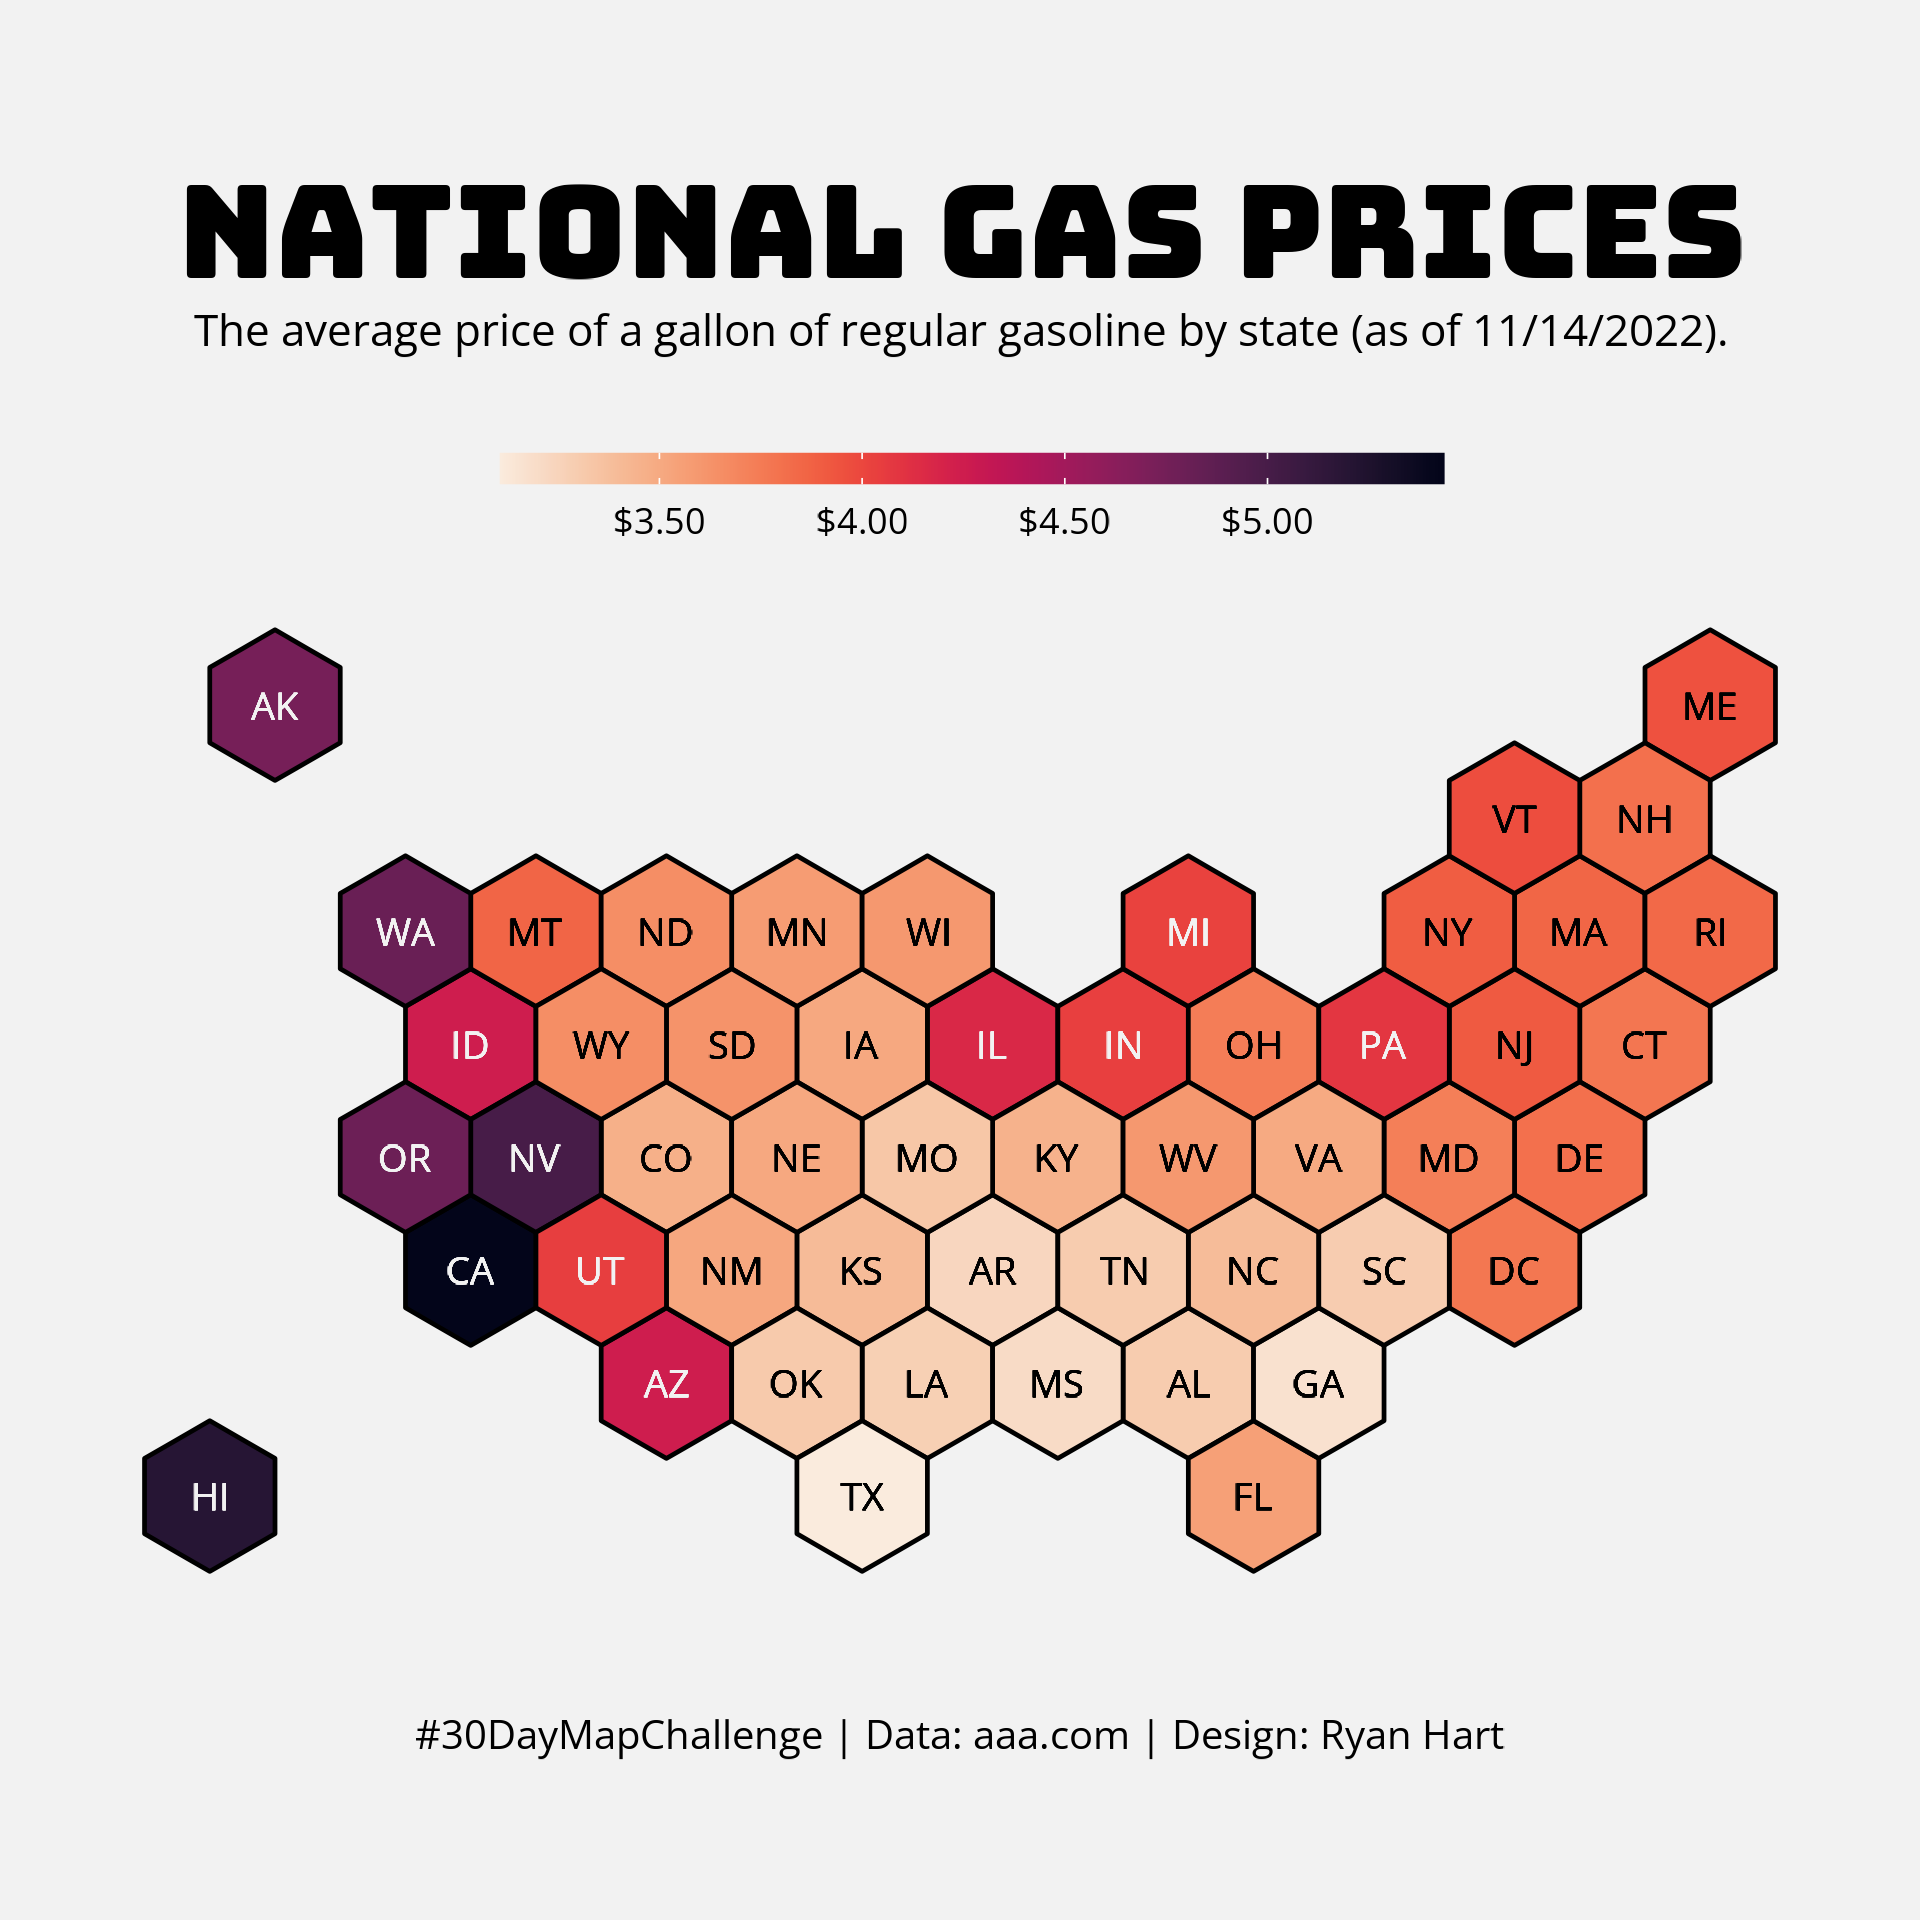 NATIONAL GAS PRICES
The average price of a gallon of regular gasoline by state (as of 11/14/2022).
$3.50 $4.00 $4.50 $5.00
AK ME
VT NH
WA MT ND MN WI MI NY MA RI
ID WY SD IA IL IN OH PA NJ CT
OR NV CO NE MO KY WV VA MD DE
CA UT NM KS AR TN NC SC DC
AZ OK LA MS AL GA
HI TX FL
#30DayMapChallenge | Data: aaa.com | Design: Ryan Hart